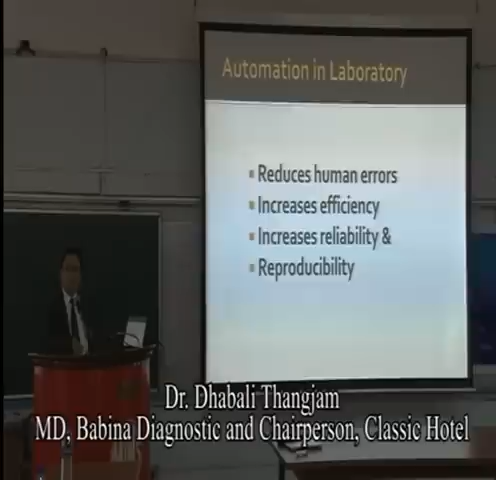 Automation in Laboratory
Reduces human errors
Increases efficiency
Increases reliability &
Reproducibility
Dr. Dhabali Thangjam
MD, Babina Diagnostic and Chairperson, Classic Hotel